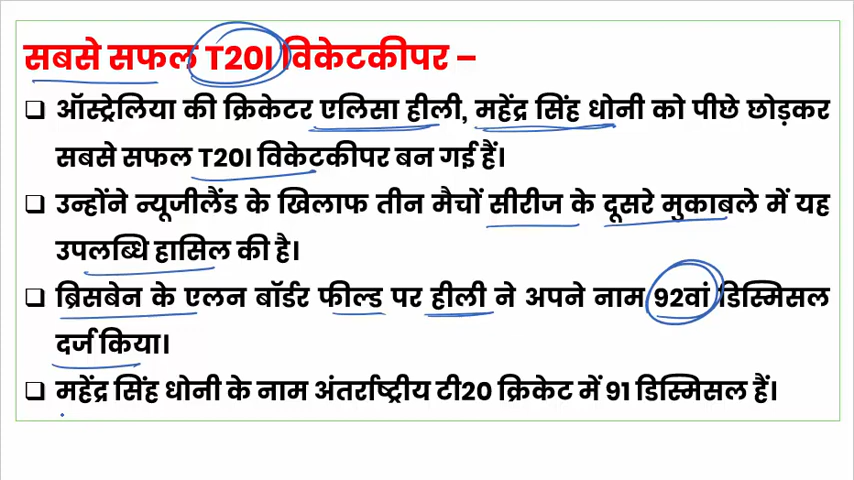 सबसे सफल T20I विकेटकीपर –
❑ ऑस्ट्रेलिया की क्रिकेटर एलिसा हीली, महेंद्र सिंह धोनी को पीछे छोड़कर
सबसे सफल T20I विकेटकीपर बन गई हैं।
❑ उन्होंने न्यूजीलैंड के खिलाफ तीन मैचों सीरीज के दूसरे मुकाबले में यह
उपलब्धि हासिल की है।
❑ ब्रिसबेन के एलन बॉर्डर फील्ड पर हीली ने अपने नाम 92वां डिस्मिसल
दर्ज किया।
❑ महेंद्र सिंह धोनी के नाम अंतर्राष्ट्रीय टी20 क्रिकेट में 91 डिस्मिसल हैं।